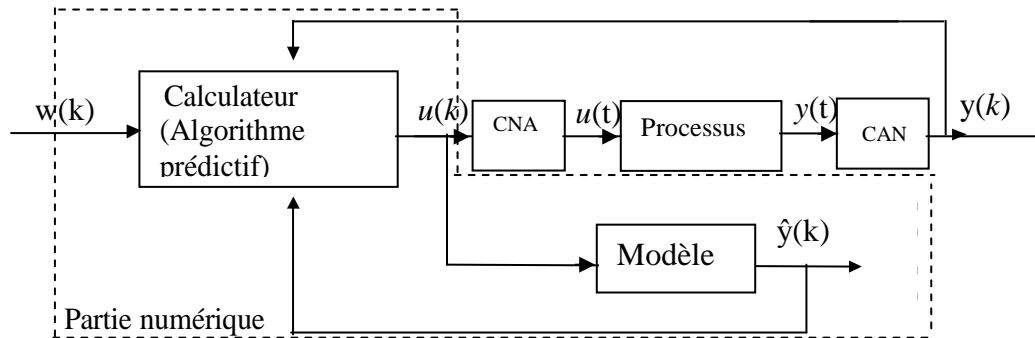 w(k)
Calculateur
(Algorithme
prédictif)
u(k)
CNA
u(t)
Processus
y(t)
CAN
y(k)
Modèle
ŷ(k)
Partie numérique